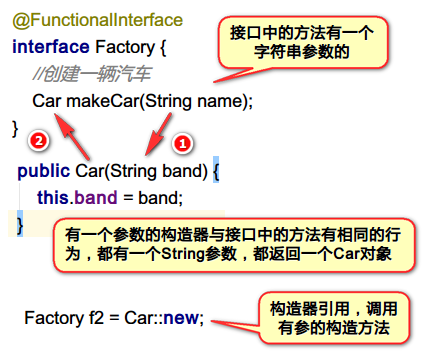 @FunctionalInterface
interface Factory {
//创建一辆汽车
Car makeCar(String name);
}
接口中的方法有一个
字符串参数的
2
1
public Car(String band) {
this.band = band;
}
有一个参数的构造器与接口中的方法有相同的行
为，都有一个String参数，都返回一个Car对象
Factory f2 = Car::new;
构造器引用，调用
有参的构造方法